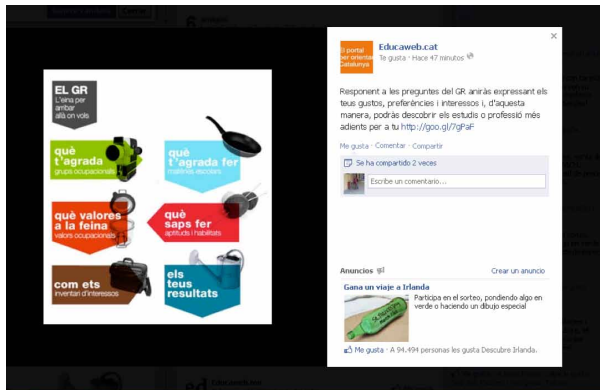 EL GR
L'eina per
arribar
allà on vols
què
t'agrada
grups ocupacionals
què
t'agrada fer
matèries escolars
què valores
a la feina
valors ocupacionals
què
saps fer
aptituds i habilitats
com ets
inventari d'interessos
els
teus
resultats
El portal
per orientar
Catalunya
Educaweb.cat
Te gusta · Hace 47 minutos
Responent a les preguntes del GR aniràs expressant els
teus gustos, preferències i interessos i, d'aquesta
manera, podràs descobrir els estudis o professió més
adients per a tu http://goo.gl/7gPaF
Me gusta · Comentar · Compartir
Se ha compartido 2 veces
Escribe un comentario...
Anuncios
Crear un anuncio
Gana un viaje a Irlanda
Participa en el sorteo, pondiendo algo en
verde o haciendo un dibujo especial
Me gusta · A 94.494 personas les gusta Descubre Irlanda.